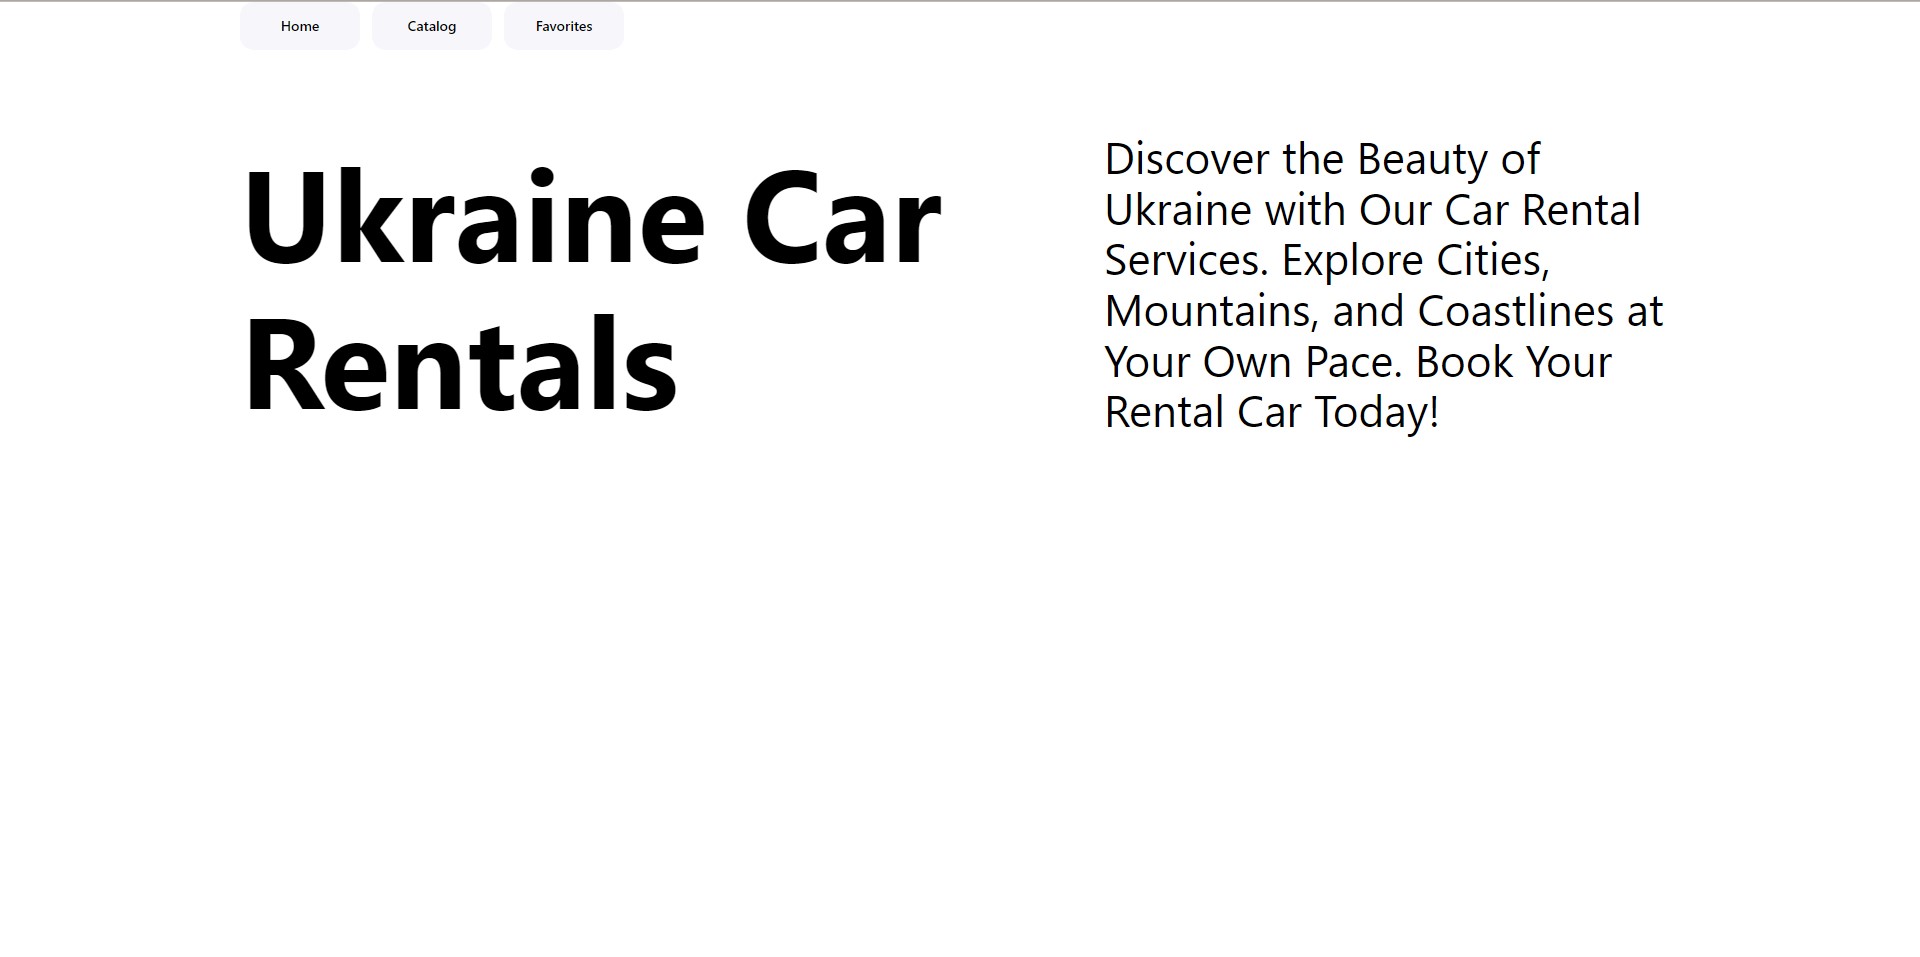 Home
Catalog
Favorites
Ukraine Car
Rentals
Discover the Beauty of
Ukraine with Our Car Rental
Services. Explore Cities,
Mountains, and Coastlines at
Your Own Pace. Book Your
Rental Car Today!